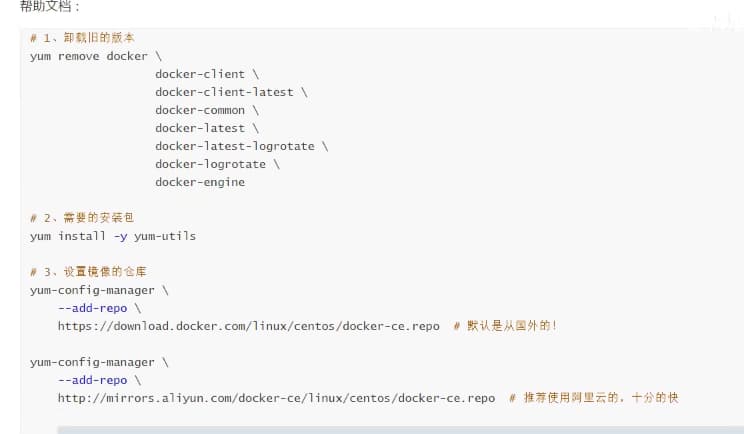 帮助文档：
# 1、卸载旧的版本
yum remove docker \
docker-client \
docker-client-latest \
docker-common \
docker-latest \
docker-latest-logrotate \
docker-logrotate \
docker-engine
# 2、需要的安装包
yum install -y yum-utils
# 3、设置镜像的仓库
yum-config-manager \
--add-repo \
https://download.docker.com/linux/centos/docker-ce.repo # 默认是从国外的！
yum-config-manager \
--add-repo \
http://mirrors.aliyun.com/docker-ce/linux/centos/docker-ce.repo # 推荐使用阿里云的，十分的快